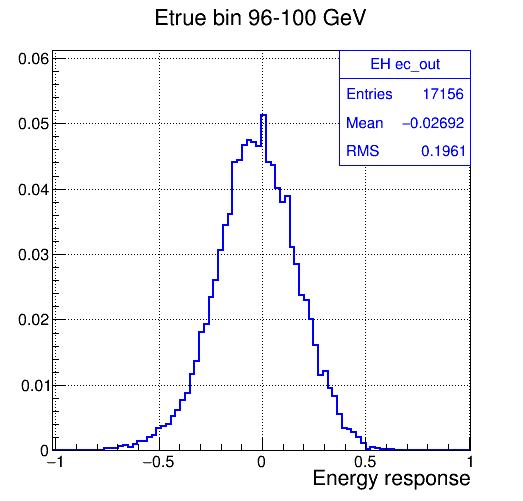 Etrue bin 96-100 GeV
EH ec_out
Entries 17156
Mean −0.02692
RMS 0.1961
0.06
0.05
0.04
0.03
0.02
0.01
0
−1 −0.5 0 0.5 1
Energy response